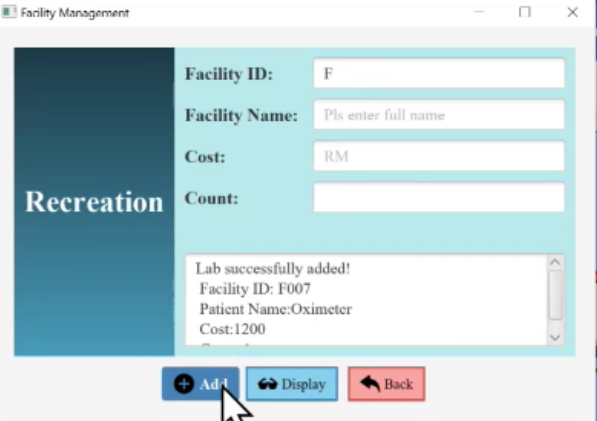 Facility Management
Facility ID: F
Facility Name: Pls enter full name
Cost: RM
Recreation
Count:
Lab successfully added!
Facility ID: F007
Patient Name:Oximeter
Cost:1200
Add Display Back